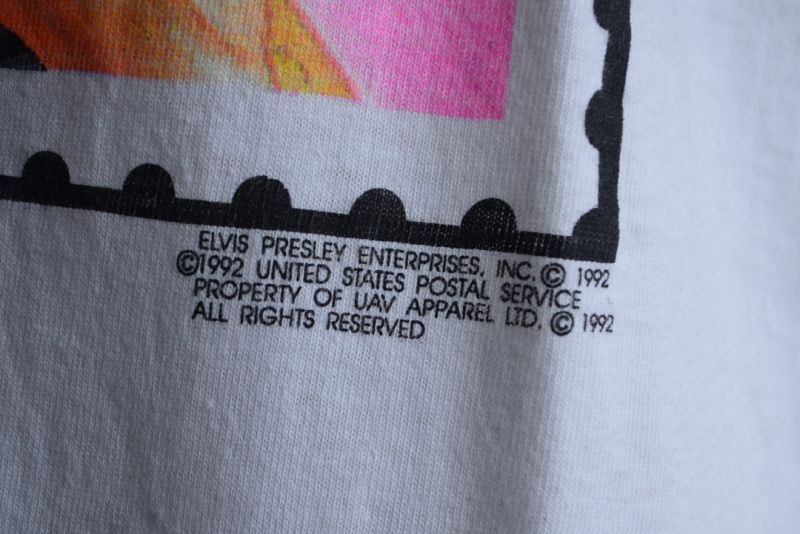 ELVIS PRESLEY ENTERPRISES, INC. © 1992
©1992 UNITED STATES POSTAL SERVICE
PROPERTY OF UAV APPAREL LTD. © 1992
ALL RIGHTS RESERVED